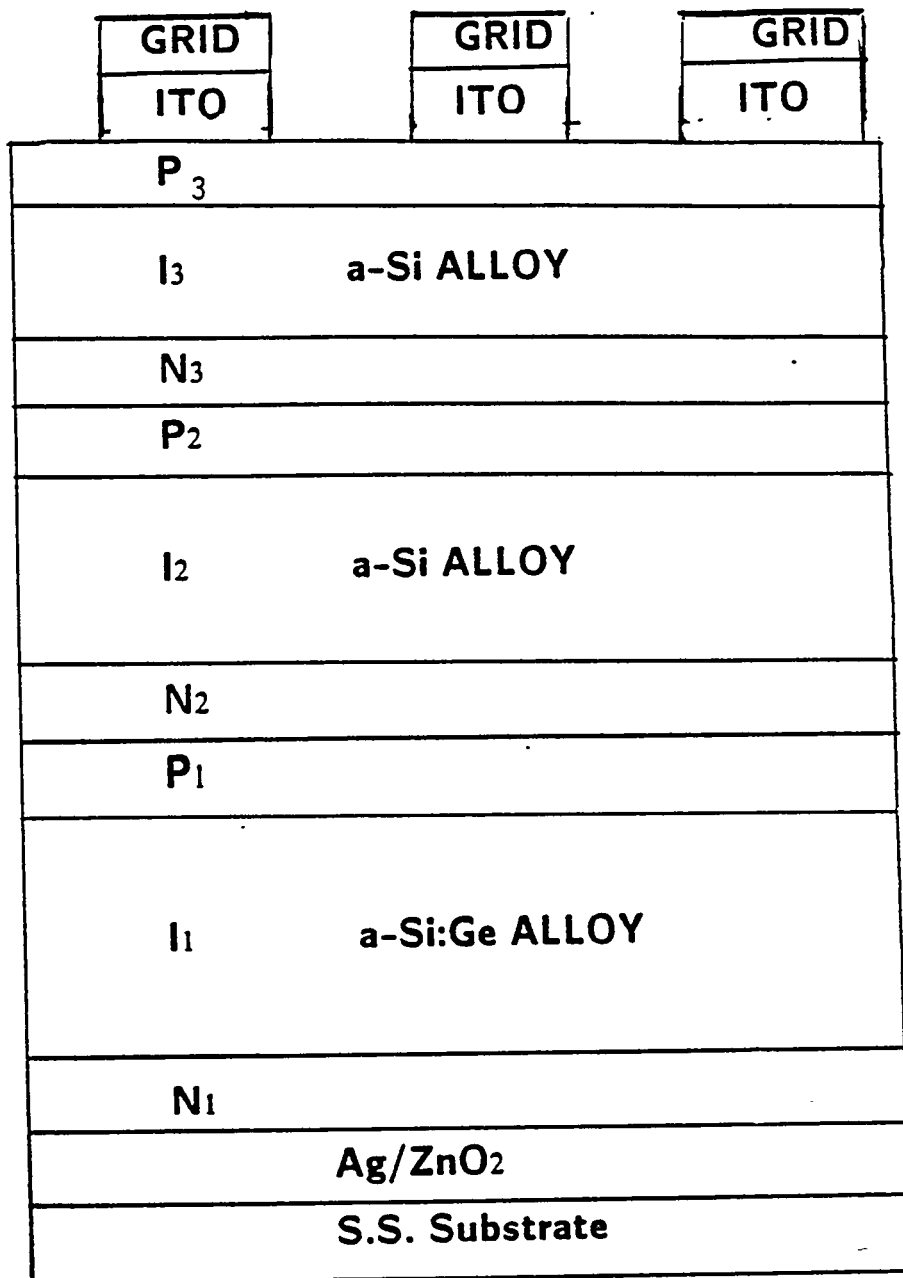 GRID GRID GRID
ITO ITO ITO
P3
I3 a-Si ALLOY
N3
P2
I2 a-Si ALLOY
N2
P1
I1 a-Si:Ge ALLOY
N1
Ag/ZnO2
S.S. Substrate